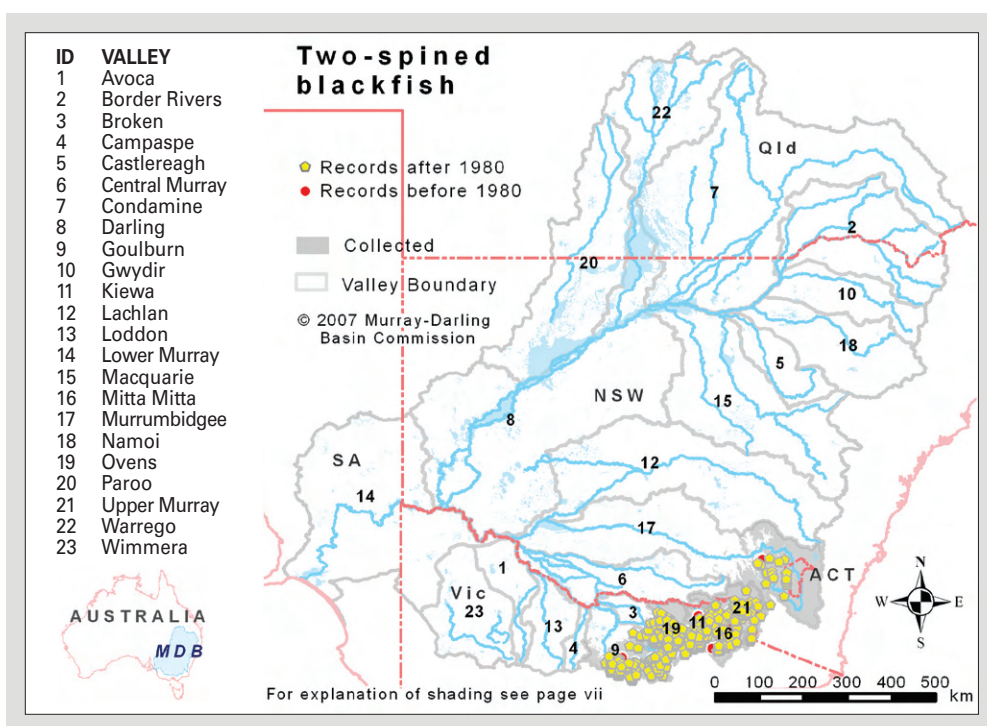 ID VALLEY
1 Avoca
2 Border Rivers
3 Broken
4 Campaspe
5 Castlereagh
6 Central Murray
7 Condamine
8 Darling
9 Goulburn
10 Gwydir
11 Kiewa
12 Lachlan
13 Loddon
14 Lower Murray
15 Macquarie
16 Mitta Mitta
17 Murrumbidgee
18 Namoi
19 Ovens
20 Paroo
21 Upper Murray
22 Warrego
23 Wimmera
Two-spined
blackfish
Records after 1980
Records before 1980
Collected
Valley Boundary
© 2007 Murray-Darling
Basin Commission
22
Qld
7
2
20
10
18
5
NSW
15
8
SA
12
14
17
1
ACT
6
Vic
23
3
21
13
19
11
16
4
9
N
W E
S
AUSTRALIA
MDB
For explanation of shading see page vii
0 100 200 300 400 500
km